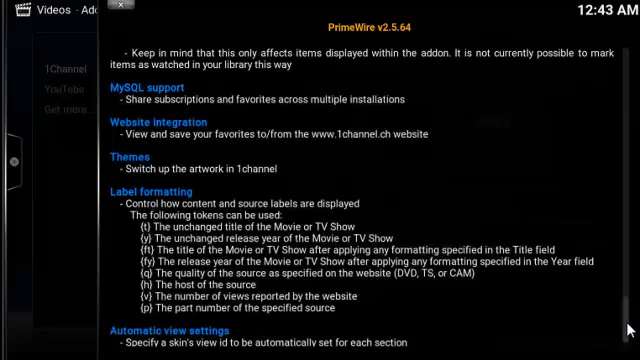 Videos - Add
12:43 AM
PrimeWire v2.5.64
- Keep in mind that this only affects items displayed within the addon. It is not currently possible to mark
items as watched in your library this way
1Channel
YouTube
Get more...
MySQL support
- Share subscriptions and favorites across multiple installations
Website Integration
- View and save your favorites to/from the www.1channel.ch website
Themes
- Switch up the artwork in 1channel
Label formatting
- Control how content and source labels are displayed
The following tokens can be used:
{t} The unchanged title of the Movie or TV Show
{y} The unchanged release year of the Movie or TV Show
{ft} The title of the Movie or TV Show after applying any formatting specified in the Title field
{fy} The release year of the Movie or TV Show after applying any formatting specified in the Year field
{q} The quality of the source as specified on the website (DVD, TS, or CAM)
{h} The host of the source
{v} The number of views reported by the website
{p} The part number of the specified source
Automatic view settings
- Specify a skin's view id to be automatically set for each section